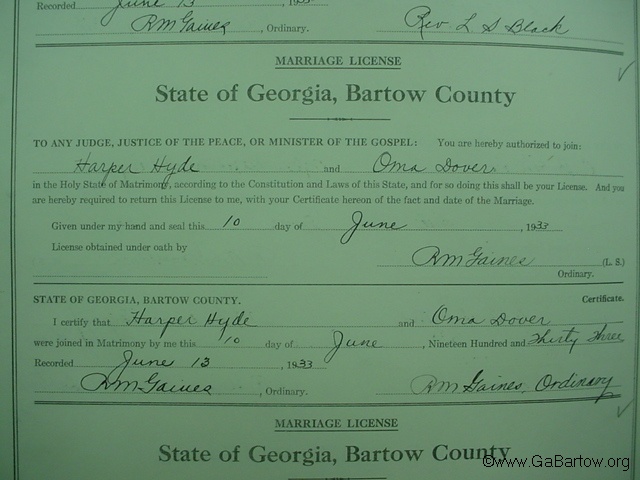 Recorded June 13, 1933
RM Gaines, Ordinary. Rev. L S Black
MARRIAGE LICENSE
State of Georgia, Bartow County
TO ANY JUDGE, JUSTICE OF THE PEACE, OR MINISTER OF THE GOSPEL: You are hereby authorized to join:
Harper Hyde and Oma Dover.
in the Holy State of Matrimony, according to the Constitution and Laws of this State, and for so doing this shall be your License. And you
are hereby required to return this License to me, with your Certificate hereon of the fact and date of the Marriage.
Given under my hand and seal this 10 day of June, 1933
License obtained under oath by
RM Gaines (L. S.)
Ordinary.
STATE OF GEORGIA, BARTOW COUNTY. Certificate.
I certify that Harper Hyde and Oma Dover
were joined in Matrimony by me this 10 day of June, Nineteen Hundred and Thirty Three
Recorded June 13, 1933
RM Gaines, Ordinary. RM Gaines, Ordinary
MARRIAGE LICENSE
State of Georgia, Bartow County
©www.GaBartow.org